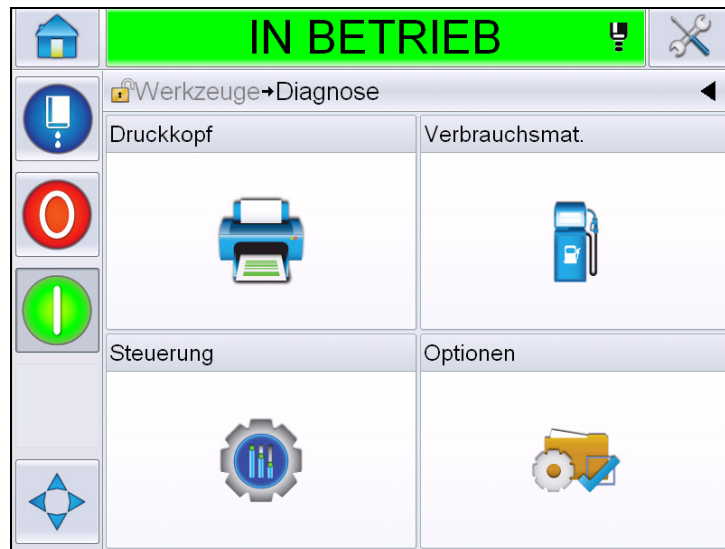 IN BETRIEB
Werkzeuge→Diagnose
Druckkopf
Verbrauchsmat.
Steuerung
Optionen